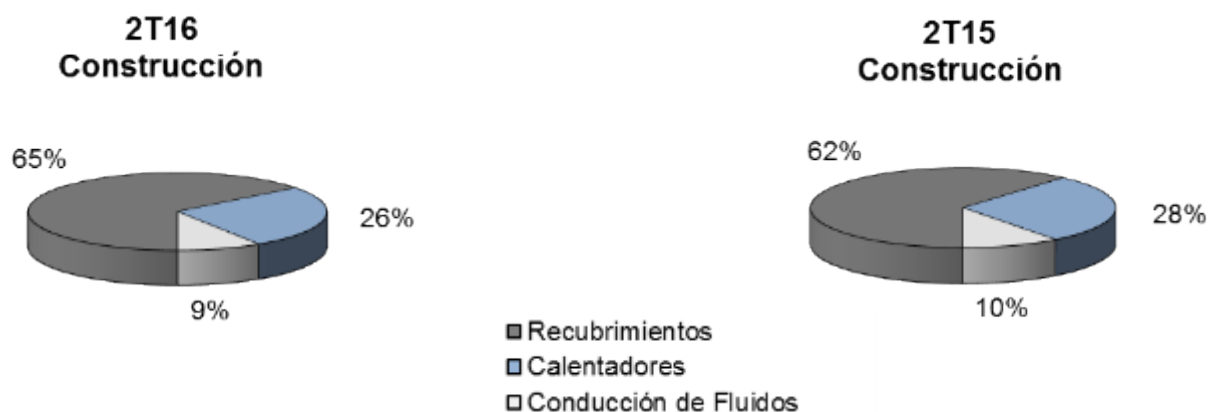 2T16
Construcción
65%
26%
9%
2T15
Construcción
62%
28%
10%
Recubrimientos
Calentadores
Conducción de Fluidos